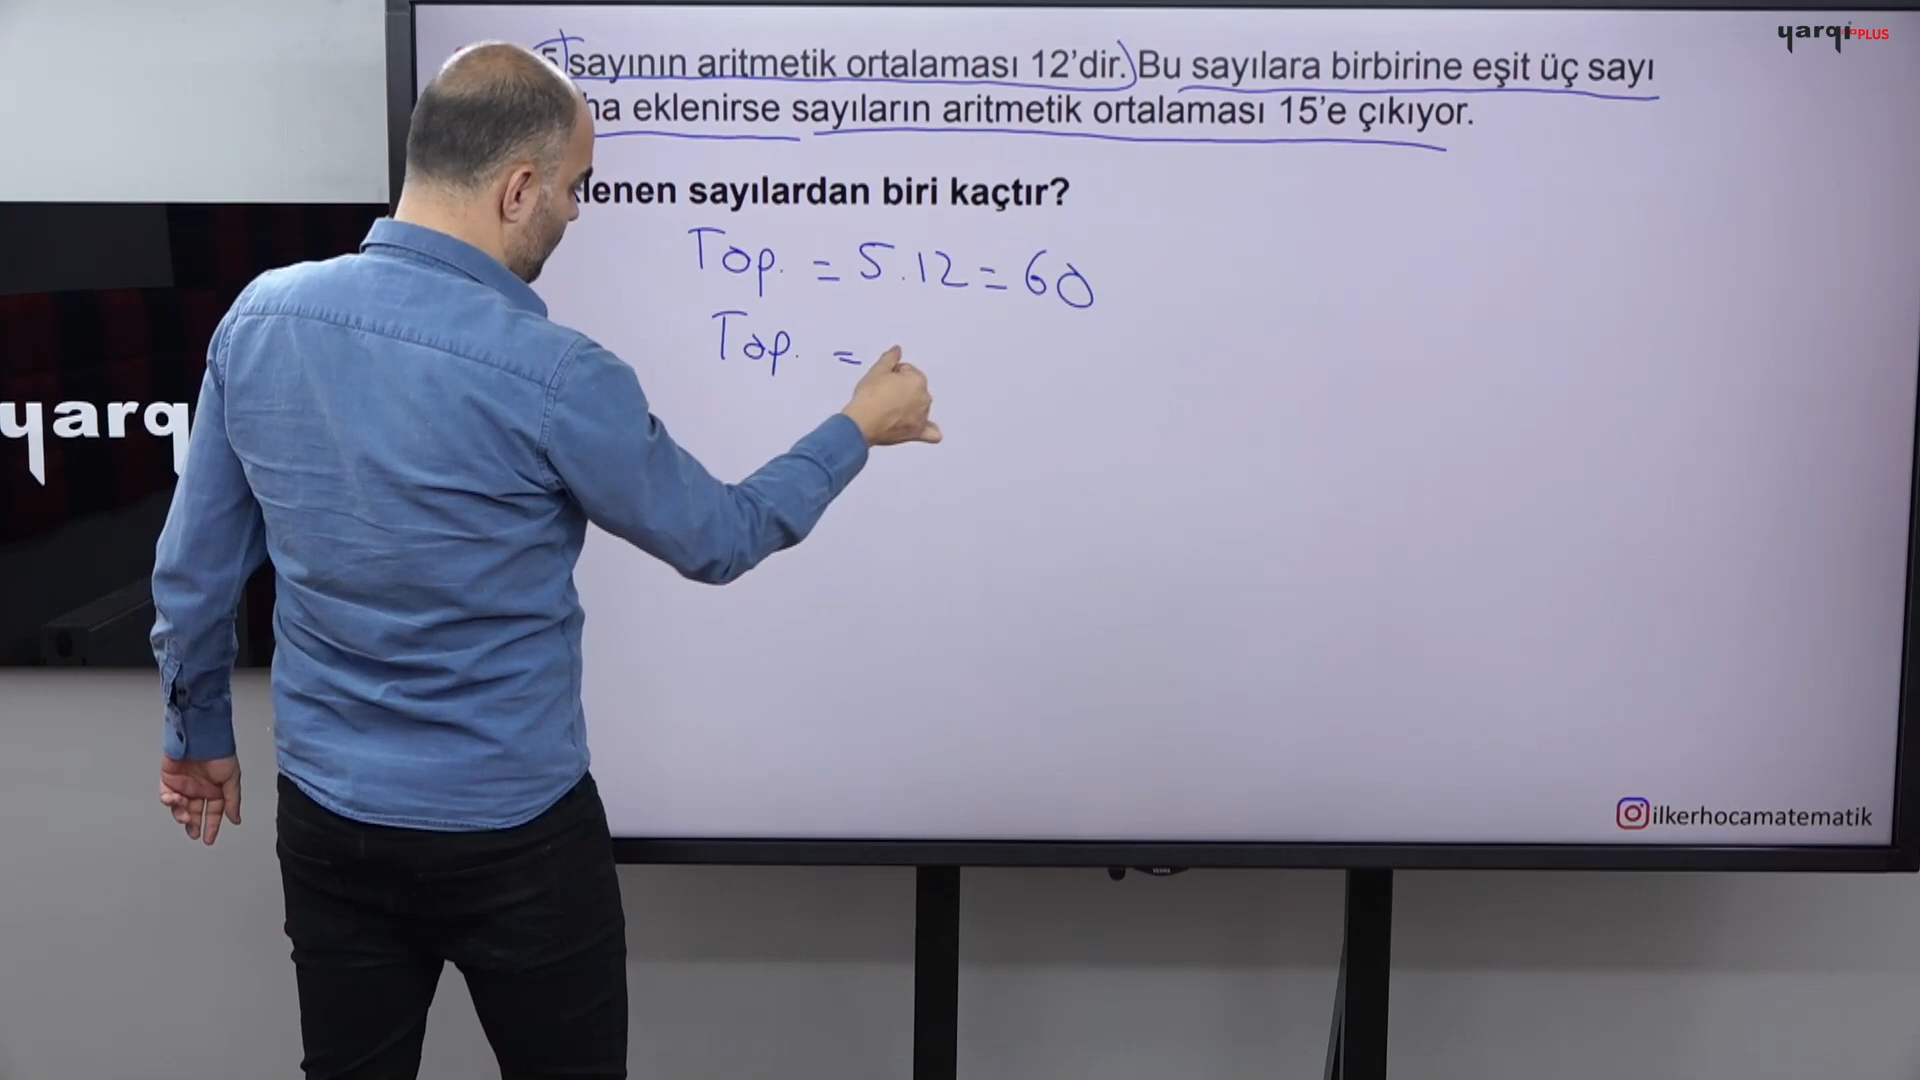 yarqı PLUS
5 sayının aritmetik ortalaması 12’dir. Bu sayılara birbirine eşit üç sayı
ha eklenirse sayıların aritmetik ortalaması 15’e çıkıyor.
lenen sayılardan biri kaçtır?
Top. = 5.12 = 60
Top. =
yarq
ilkerhocamatematik